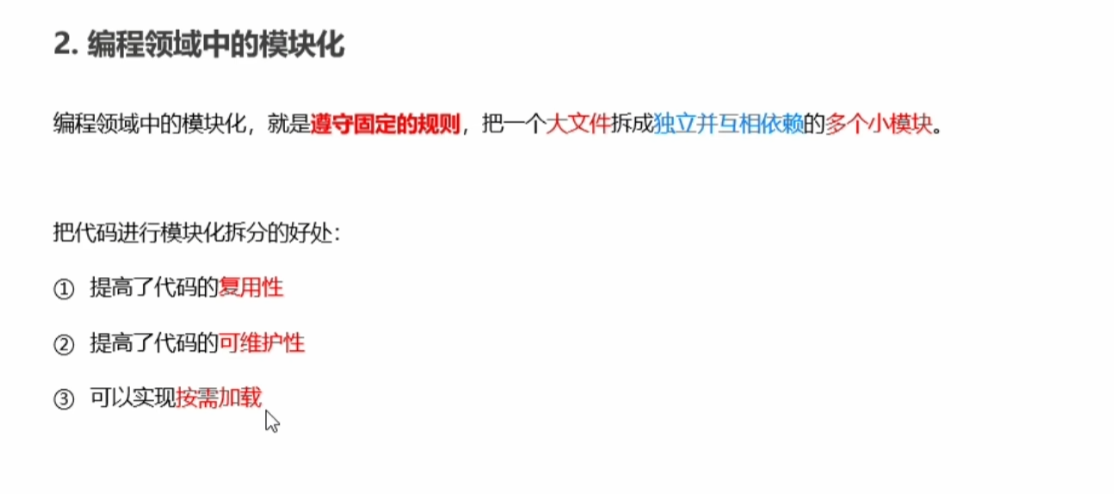 2. 编程领域中的模块化
编程领域中的模块化，就是遵守固定的规则，把一个大文件拆成独立并互相依赖的多个小模块。
把代码进行模块化拆分的好处：
① 提高了代码的复用性
② 提高了代码的可维护性
③ 可以实现按需加载